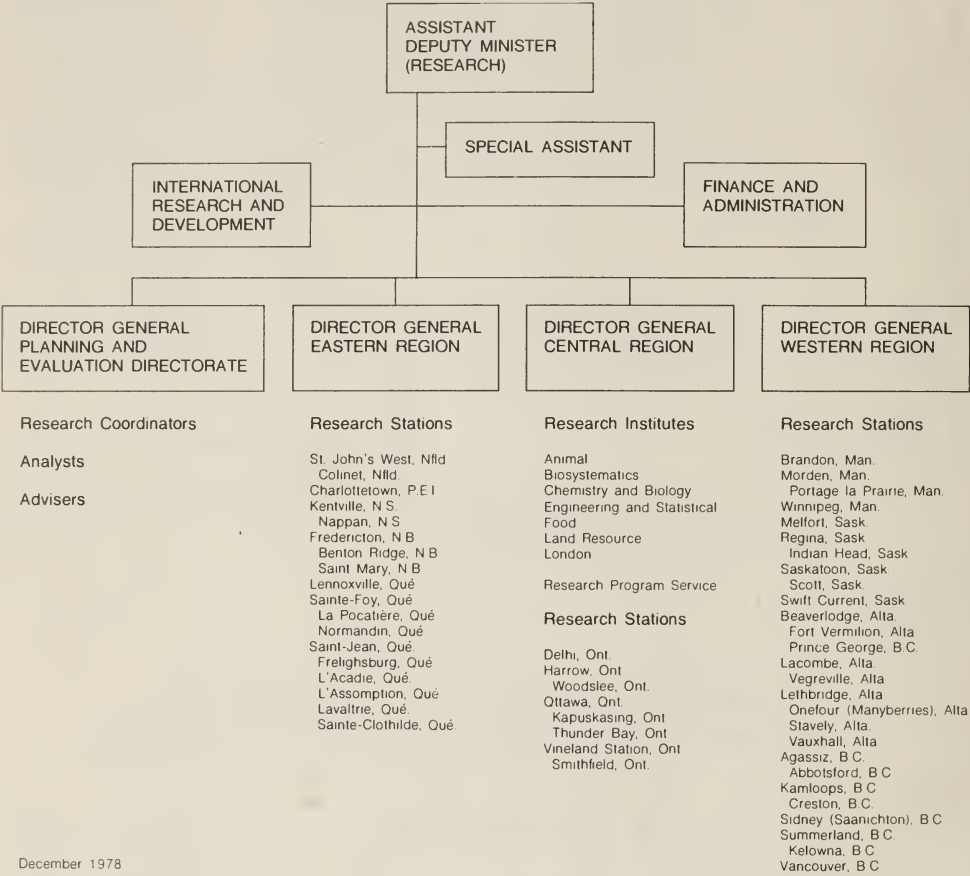 ASSISTANT
DEPUTY MINISTER
(RESEARCH)
SPECIAL ASSISTANT
INTERNATIONAL
RESEARCH AND
DEVELOPMENT
FINANCE AND
ADMINISTRATION
DIRECTOR GENERAL
PLANNING AND
EVALUATION DIRECTORATE
Research Coordinators
Analysts
Advisers
DIRECTOR GENERAL
EASTERN REGION
Research Stations
St. John's West, Nfld
Colinet, Nfld.
Charlottetown, P.E I
Kentville, N S.
Nappan, N S
Fredericton, N B
Benton Ridge, N B
Saint Mary, N B
Lennoxville, Qué
Sainte-Foy, Qué
La Pocatière, Qué
Normandin, Qué
Saint-Jean, Qué.
Frelighsburg, Qué
L'Acadie, Qué.
L'Assomption, Qué
Lavaltrie, Qué.
Sainte-Clothilde, Qué.
DIRECTOR GENERAL
CENTRAL REGION
Research Institutes
Animal
Biosystematics
Chemistry and Biology
Engineering and Statistical
Food
Land Resource
London
Research Program Service
Research Stations
Delhi, Ont.
Harrow, Ont
Woodslee, Ont.
Ottawa, Ont.
Kapuskasing, Ont
Thunder Bay, Ont
Vineland Station, Ont
Smithfield, Ont.
DIRECTOR GENERAL
WESTERN REGION
Research Stations
Brandon, Man.
Morden, Man.
Portage la Prairie, Man.
Winnipeg, Man.
Melfort, Sask.
Regina, Sask
Indian Head, Sask
Saskatoon, Sask.
Scott, Sask.
Swift Current, Sask
Beaverlodge, Alta.
Fort Vermilion, Alta
Prince George, B.C.
Lacombe, Alta.
Vegreville, Alta
Lethbridge, Alta
Onefour (Manyberries), Alta
Stavely, Alta.
Vauxhall, Alta
Agassiz, B C.
Abbotsford, B C
Kamloops, B C
Creston, B.C.
Sidney (Saanichton), B C
Summerland, B C.
Kelowna, B C
Vancouver, B C
December 1978